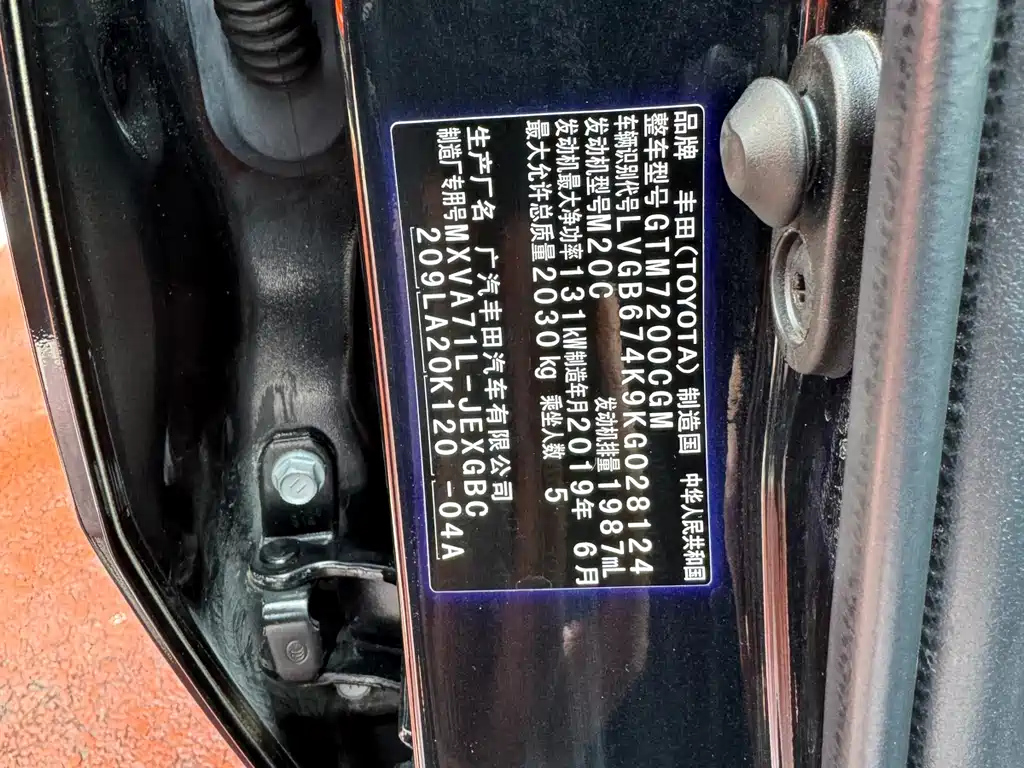 品牌 丰田(TOYOTA) 制造国 中华人民共和国
整车型号GTM7200CGM
车辆识别代号LVGB674K9KG028124
发动机型号M20C 发动机排量1987mL
发动机最大净功率131kW制造年月2019年 6月
最大允许总质量2030kg 乘坐人数 5
生产厂名 广汽丰田汽车有限公司
制造厂专用号MXVA71L-JEXGBC
209LA20K120 -04A